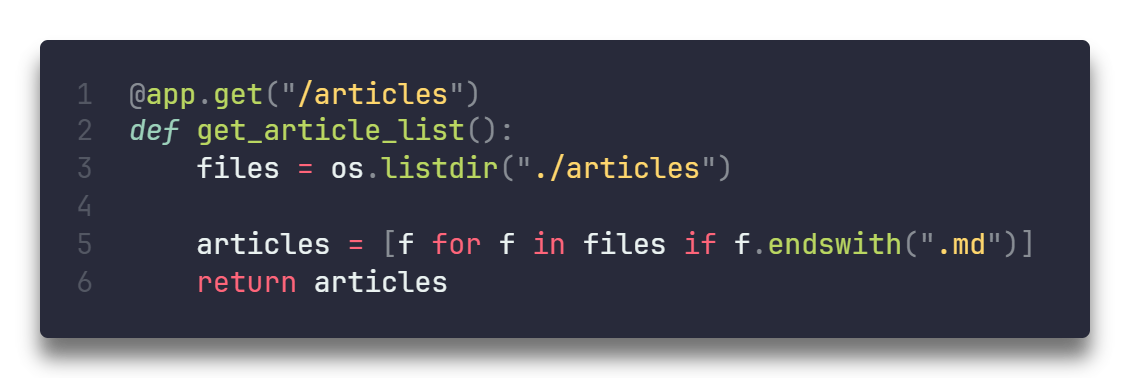 1 @app.get("/articles")
2 def get_article_list():
3     files = os.listdir("./articles")
4
5     articles = [f for f in files if f.endswith(".md")]
6     return articles